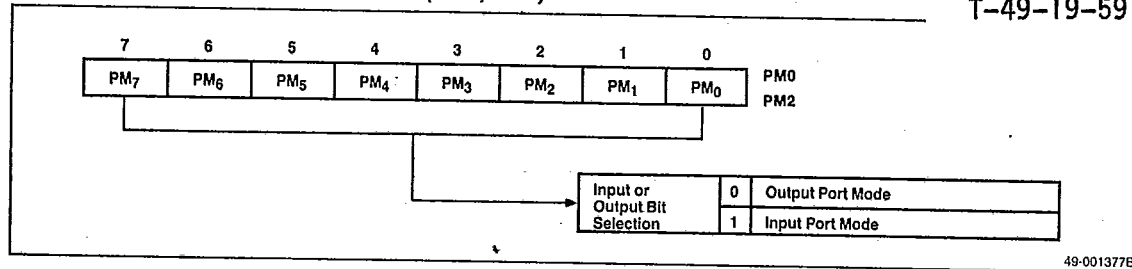 T-49-19-59
7 6 5 4 3 2 1 0
PM7 PM6 PM5 PM4 PM3 PM2 PM1 PM0 PM0
PM2
Input or Output Bit Selection
0 Output Port Mode
1 Input Port Mode
49-001377B